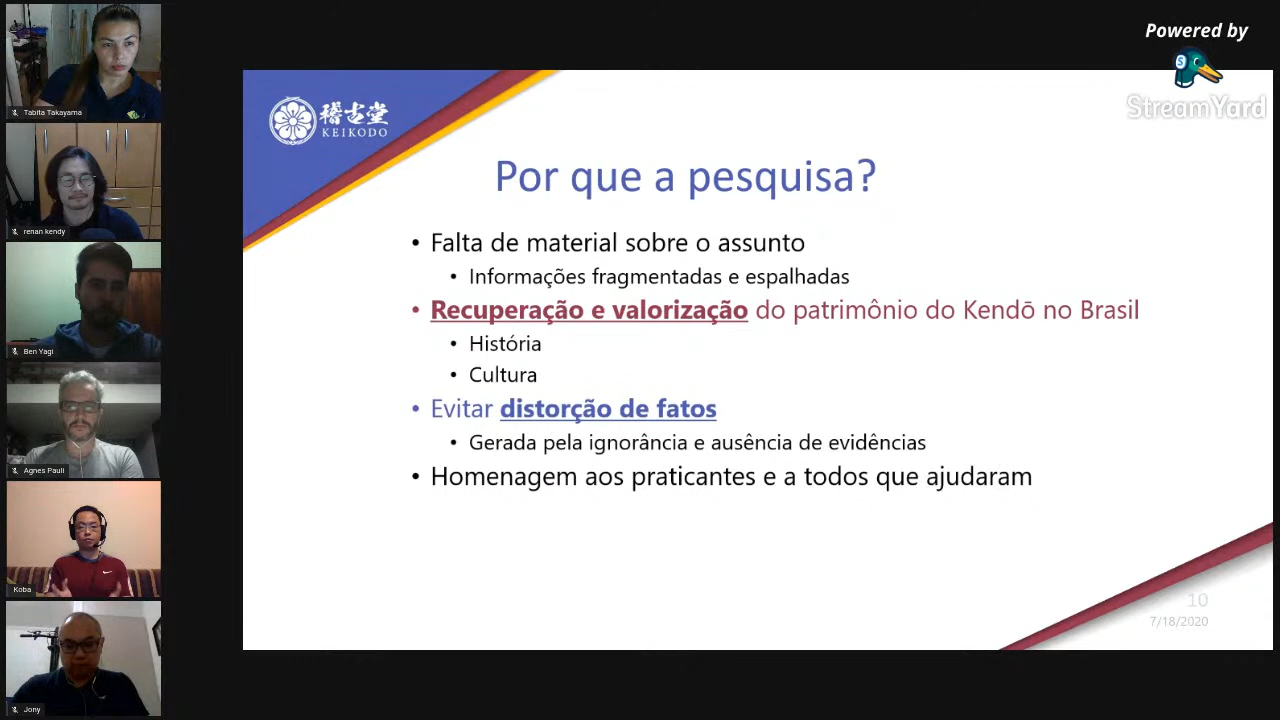 Tabita Takayama
renan kendy
Ben Yagi
Agnes Pauli
Koba
Jony
Powered by
S
StreamYard
稽古堂
KEIKODO
Por que a pesquisa?
• Falta de material sobre o assunto
• Informações fragmentadas e espalhadas
• Recuperação e valorização do patrimônio do Kendō no Brasil
• História
• Cultura
• Evitar distorção de fatos
• Gerada pela ignorância e ausência de evidências
• Homenagem aos praticantes e a todos que ajudaram
10
7/18/2020